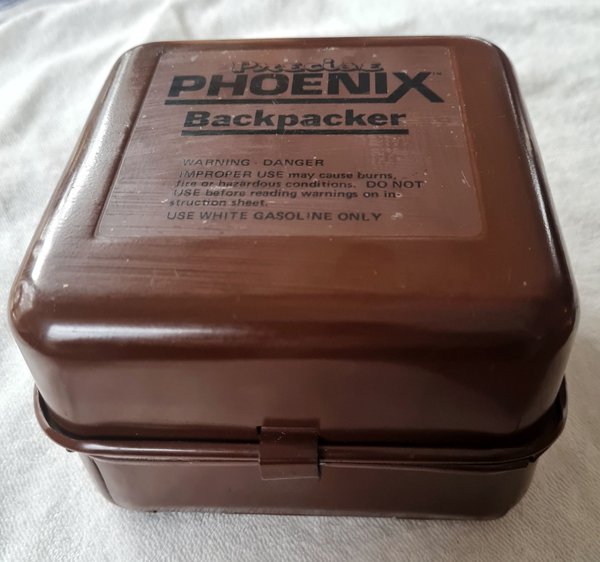 Precise
PHOENIX™
Backpacker
WARNING - DANGER
IMPROPER USE may cause burns,
fire or hazardous conditions. DO NOT
USE before reading warnings on in-
struction sheet.
USE WHITE GASOLINE ONLY